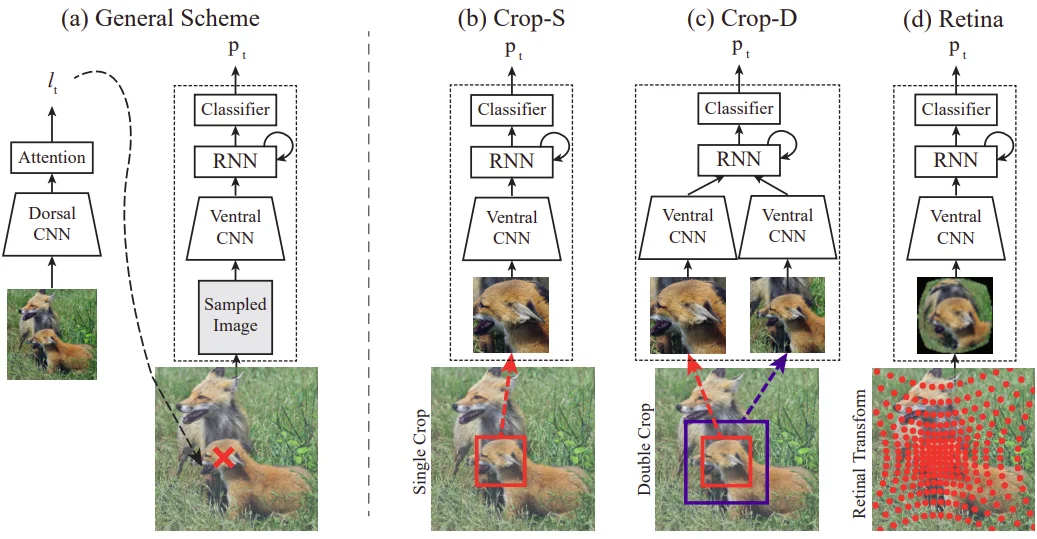 (a) General Scheme
l_t
Attention
Dorsal
CNN
p_t
Classifier
RNN
Ventral
CNN
Sampled
Image
(b) Crop-S
p_t
Classifier
RNN
Ventral
CNN
Single Crop
(c) Crop-D
p_t
Classifier
RNN
Ventral
CNN
Ventral
CNN
Double Crop
(d) Retina
p_t
Classifier
RNN
Ventral
CNN
Retinal Transform